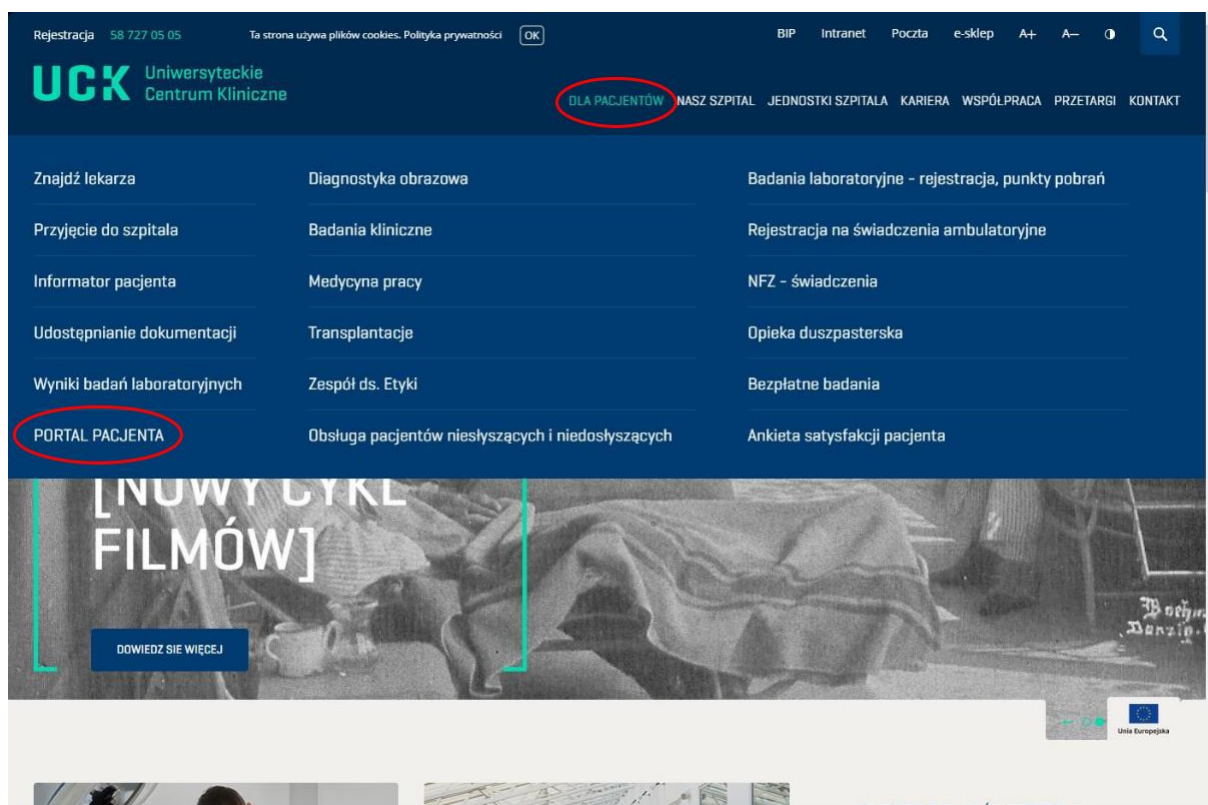 Rejestracja 58 727 05 05 Ta strona używa plików cookies. Polityka prywatności OK BIP Intranet Poczta e-sklep A+ A−
UCK Uniwersyteckie
Centrum Kliniczne
DLA PACJENTÓW NASZ SZPITAL JEDNOSTKI SZPITALA KARIERA WSPÓŁPRACA PRZETARGI KONTAKT
Znajdź lekarza Diagnostyka obrazowa Badania laboratoryjne - rejestracja, punkty pobrań
Przyjęcie do szpitala Badania kliniczne Rejestracja na świadczenia ambulatoryjne
Informator pacjenta Medycyna pracy NFZ - świadczenia
Udostępnianie dokumentacji Transplantacje Opieka duszpasterska
Wyniki badań laboratoryjnych Zespół ds. Etyki Bezpłatne badania
PORTAL PACJENTA Obsługa pacjentów niesłyszących i niedosłyszących Ankieta satysfakcji pacjenta
[NOWY CYKL
FILMÓW]
DOWIEDZ SIE WIĘCEJ
Unia Europejska